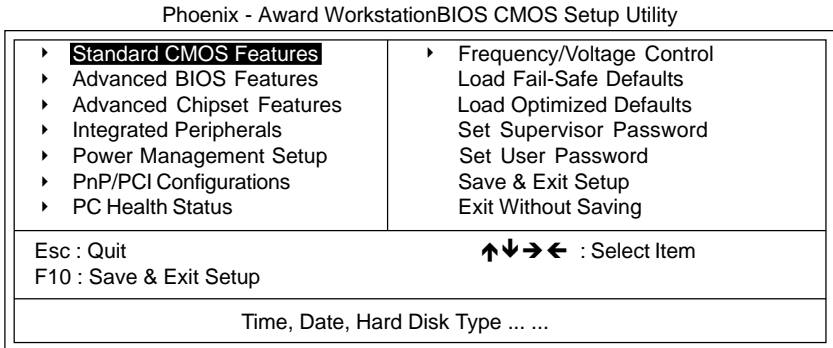 Phoenix - Award WorkstationBIOS CMOS Setup Utility
‣ Standard CMOS Features
‣ Advanced BIOS Features
‣ Advanced Chipset Features
‣ Integrated Peripherals
‣ Power Management Setup
‣ PnP/PCI Configurations
‣ PC Health Status
‣ Frequency/Voltage Control
Load Fail-Safe Defaults
Load Optimized Defaults
Set Supervisor Password
Set User Password
Save & Exit Setup
Exit Without Saving
Esc : Quit
F10 : Save & Exit Setup
↑↓→← : Select Item
Time, Date, Hard Disk Type ... ...